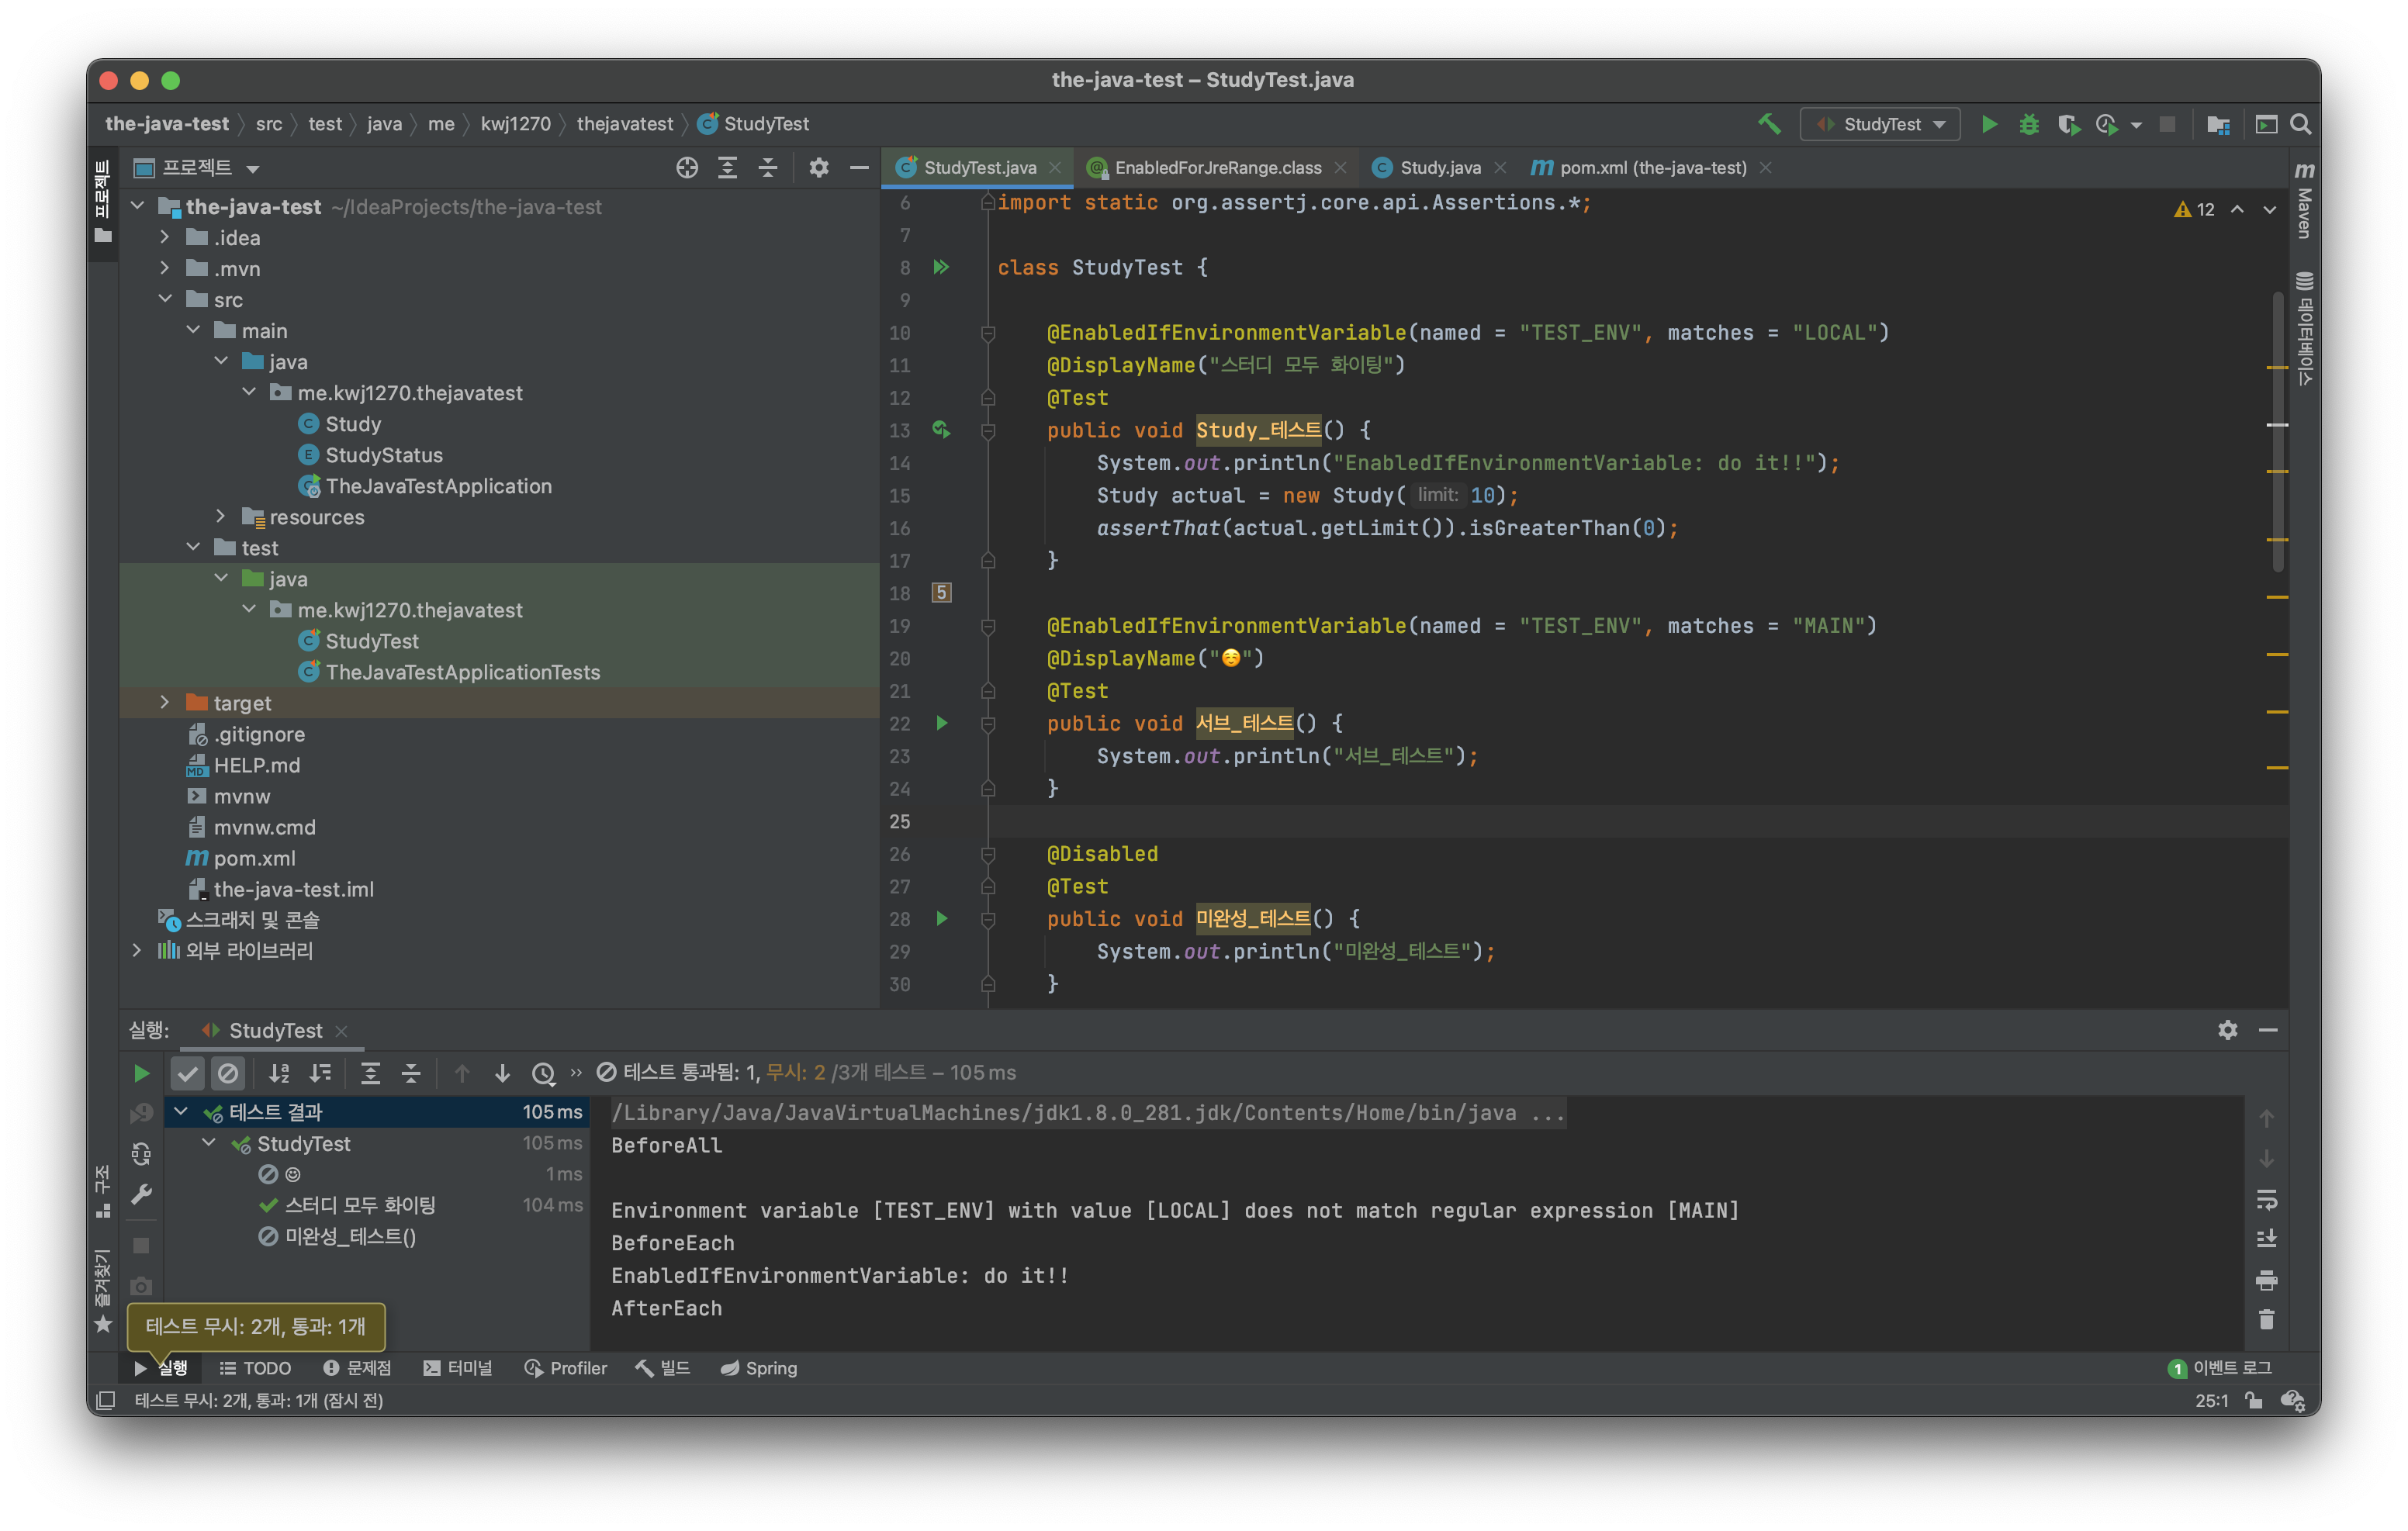 the-java-test – StudyTest.java
the-java-test 〉 src 〉 test 〉 java 〉 me 〉 kwj1270 〉 thejavatest 〉 StudyTest
StudyTest
프로젝트
프로젝트
StudyTest.java
EnabledForJreRange.class
Study.java
pom.xml (the-java-test)
Maven
데이터베이스
the-java-test ~/IdeaProjects/the-java-test
.idea
.mvn
src
main
java
me.kwj1270.thejavatest
Study
StudyStatus
TheJavaTestApplication
resources
test
java
me.kwj1270.thejavatest
StudyTest
TheJavaTestApplicationTests
target
.gitignore
HELP.md
mvnw
mvnw.cmd
pom.xml
the-java-test.iml
스크래치 및 콘솔
외부 라이브러리
12
6 import static org.assertj.core.api.Assertions.*;
7
8 class StudyTest {
9
10 @EnabledIfEnvironmentVariable(named = "TEST_ENV", matches = "LOCAL")
11 @DisplayName("스터디 모두 화이팅")
12 @Test
13 public void Study_테스트() {
14 System.out.println("EnabledIfEnvironmentVariable: do it!!");
15 Study actual = new Study( limit: 10);
16 assertThat(actual.getLimit()).isGreaterThan(0);
17 }
18 5
19 @EnabledIfEnvironmentVariable(named = "TEST_ENV", matches = "MAIN")
20 @DisplayName("☺️")
21 @Test
22 public void 서브_테스트() {
23 System.out.println("서브_테스트");
24 }
25
26 @Disabled
27 @Test
28 public void 미완성_테스트() {
29 System.out.println("미완성_테스트");
30 }
실행:
StudyTest
테스트 통과됨: 1, 무시: 2 /3개 테스트 – 105 ms
테스트 결과 105 ms
StudyTest 105 ms
☺ 1 ms
스터디 모두 화이팅 104 ms
미완성_테스트()
/Library/Java/JavaVirtualMachines/jdk1.8.0_281.jdk/Contents/Home/bin/java ...
BeforeAll
Environment variable [TEST_ENV] with value [LOCAL] does not match regular expression [MAIN]
BeforeEach
EnabledIfEnvironmentVariable: do it!!
AfterEach
구조
즐겨찾기
테스트 무시: 2개, 통과: 1개
실행
TODO
문제점
터미널
Profiler
빌드
Spring
1 이벤트 로그
테스트 무시: 2개, 통과: 1개 (잠시 전)
25:1